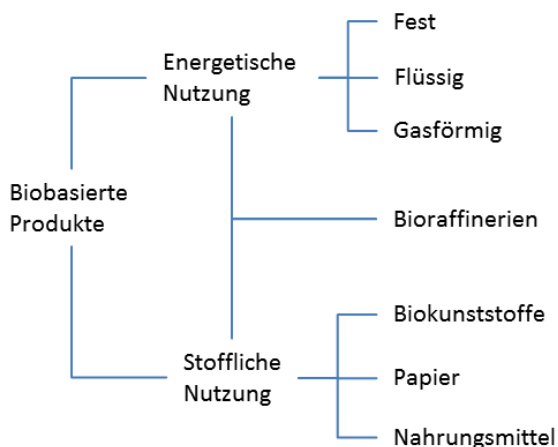 Fest
Energetische
Nutzung
Flüssig
Gasförmig
Biobasierte
Produkte
Bioraffinerien
Biokunststoffe
Stoffliche
Nutzung
Papier
Nahrungsmittel